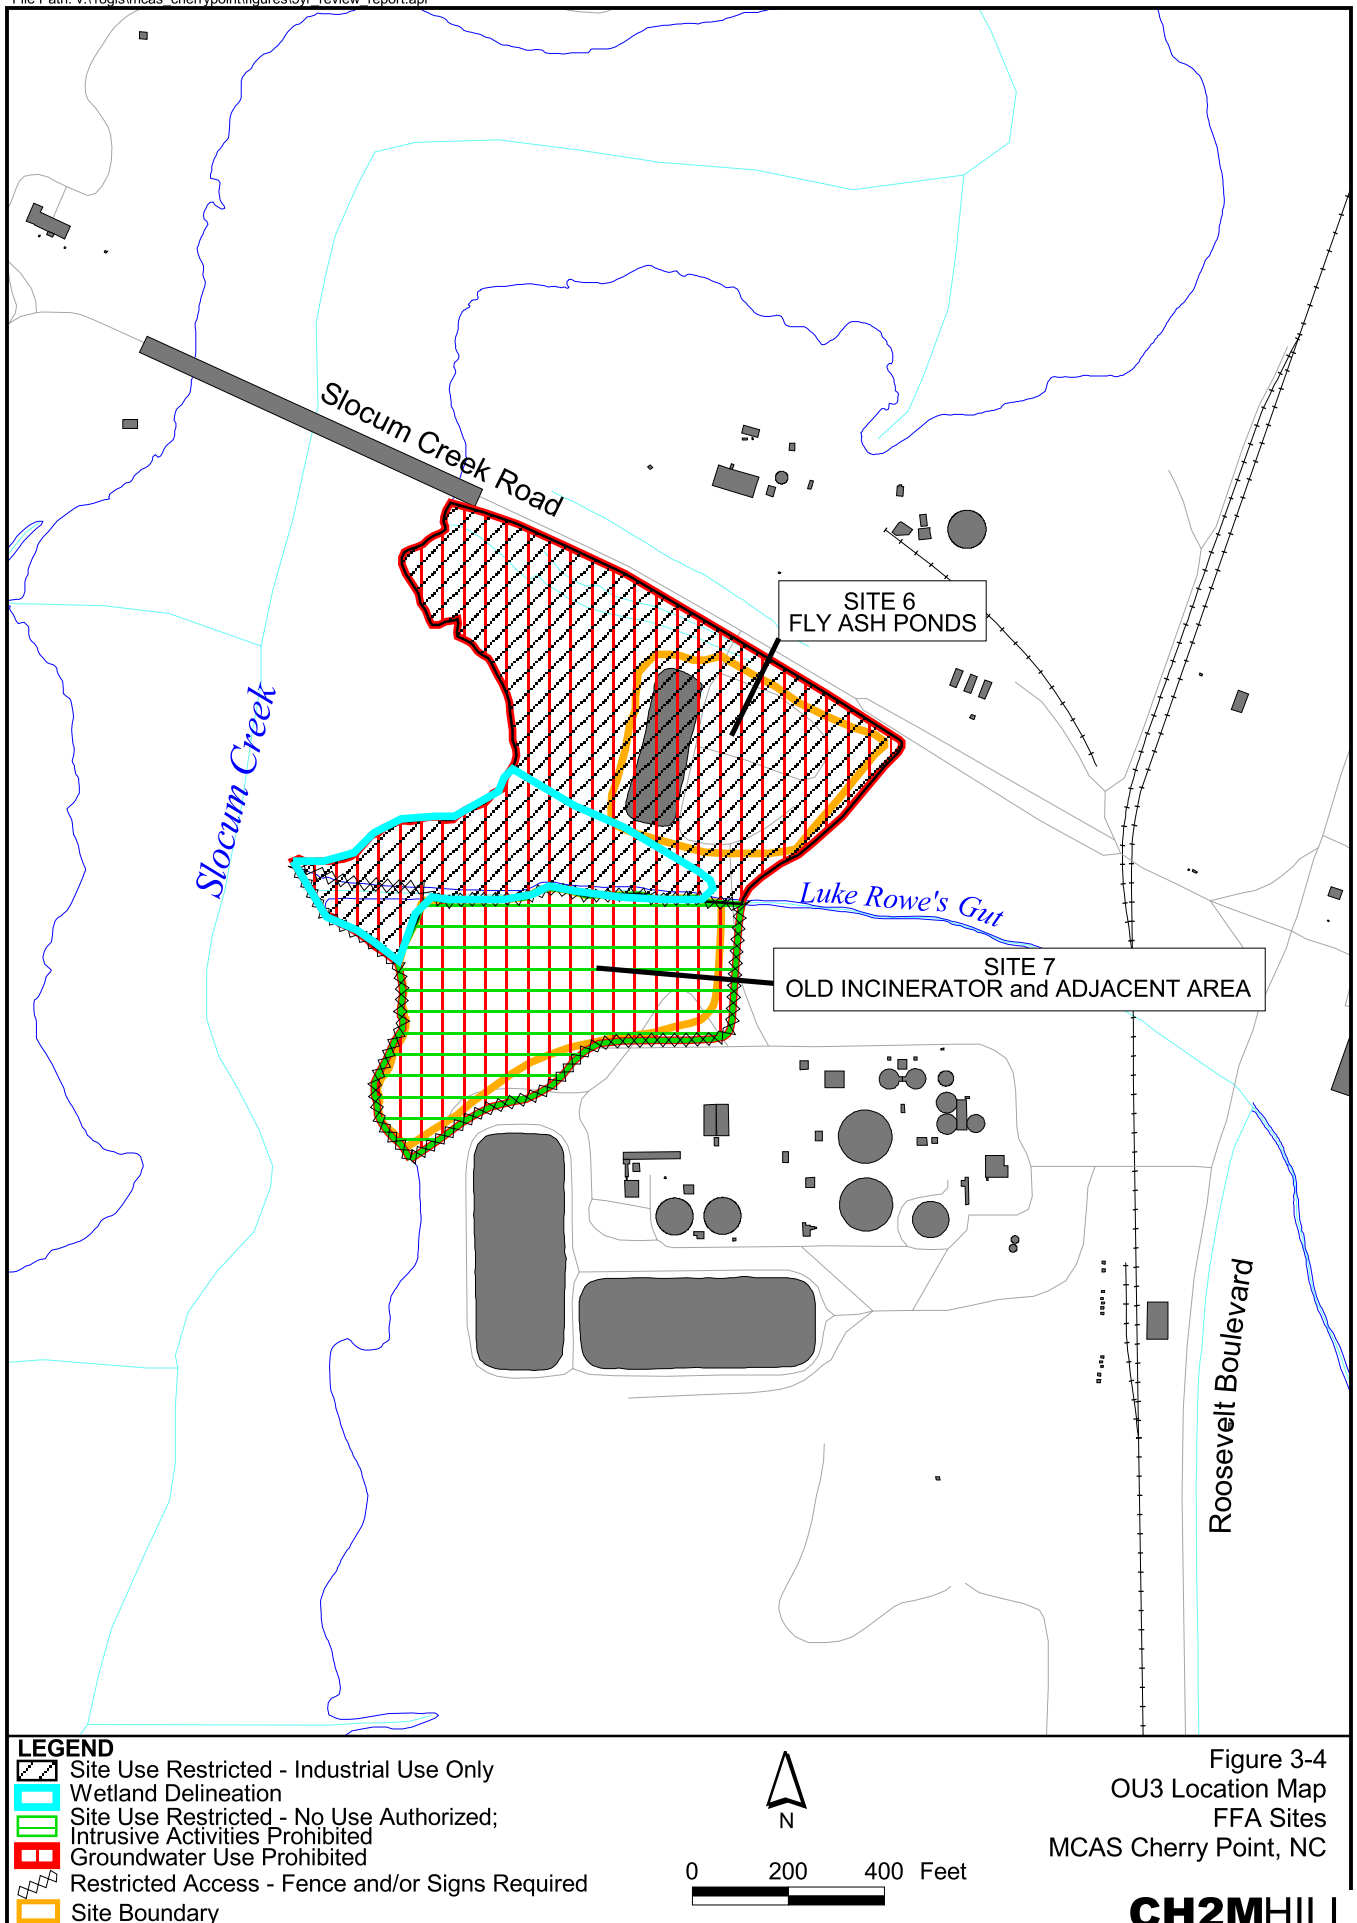 Slocum Creek Road
SITE 6
FLY ASH PONDS
Slocum Creek
Luke Rowe's Gut
SITE 7
OLD INCINERATOR and ADJACENT AREA
Roosevelt Boulevard
LEGEND
Site Use Restricted - Industrial Use Only
Wetland Delineation
Site Use Restricted - No Use Authorized;
Intrusive Activities Prohibited
Groundwater Use Prohibited
Restricted Access - Fence and/or Signs Required
Site Boundary
N
0 200 400 Feet
Figure 3-4
OU3 Location Map
FFA Sites
MCAS Cherry Point, NC
CH2MHILL